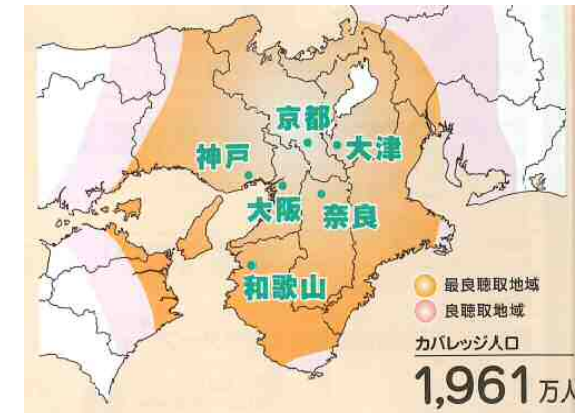 京都
大津
神戸
大阪
奈良
和歌山
最良聴取地域
良聴取地域
カバレッジ人口
1,961万人